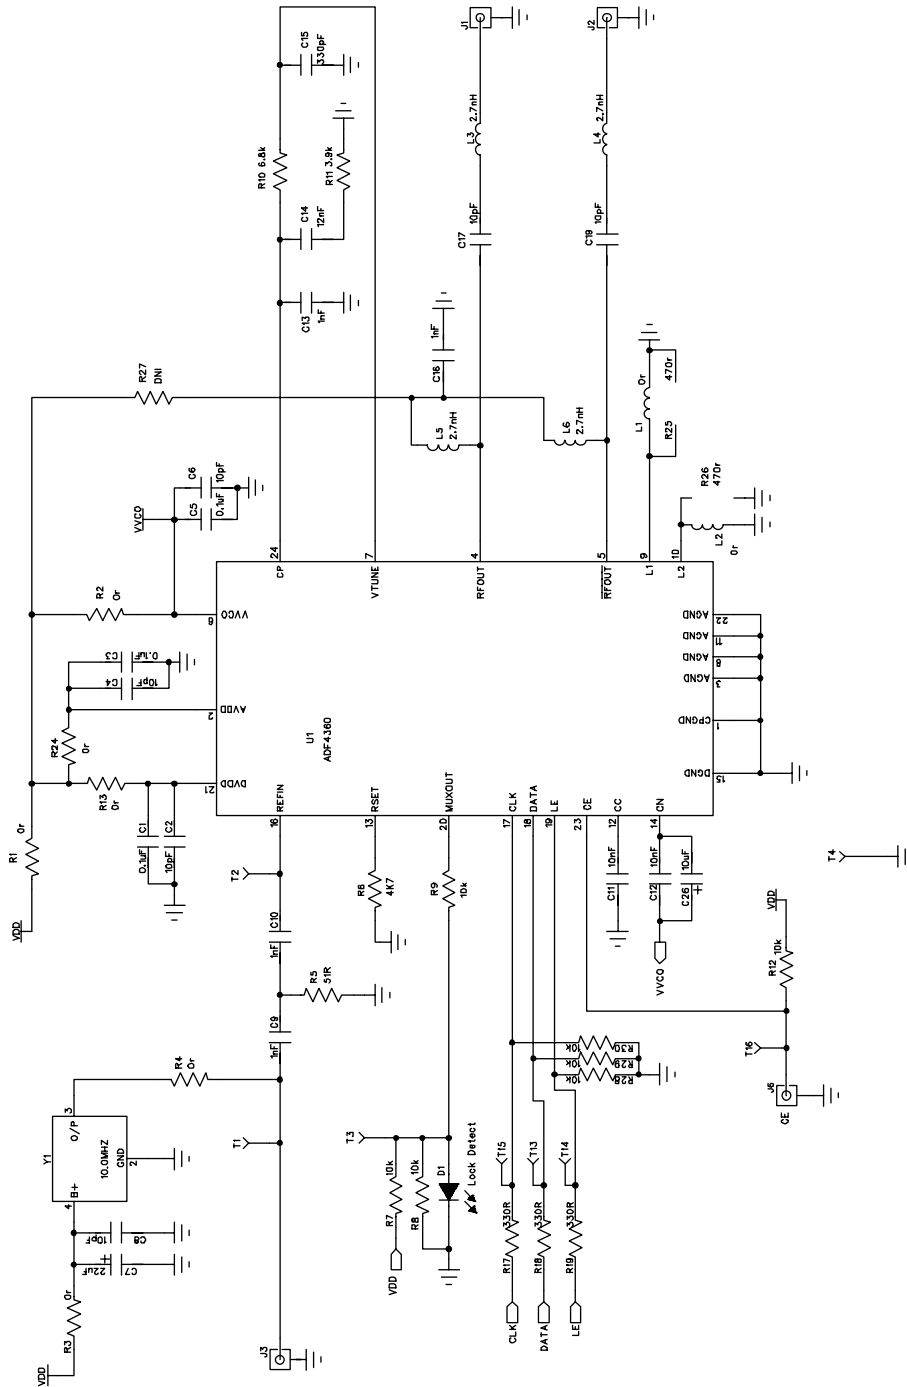 C15
330pF
R10 6.8k
R11 3.9k
C14
12nF
C13
1nF
J1
2.7nH
L3
10pF
C17
J2
2.7nH
L4
10pF
C19
R27
DNI
1nF
C16
L5
2.7nH
L6
2.7nH
0r
L1
470r
R25
R26
470r
L2
0r
VVCO
C6
10pF
C5
0.1uF
R2
0r
C3
0.1uF
C4
10pF
R24
0r
R13
0r
R1
0r
VDD
C1
0.1uF
C2
10pF
24
CP
7
VTUNE
4
RFOUT
5
RFOUT
9
L1
10
L2
6
VVCO
2
AVDD
21
DVDD
U1
ADF4360
AGND
22
AGND
11
AGND
8
AGND
3
CPGND
1
DGND
15
16
REFIN
13
RSET
20
MUXOUT
17
CLK
18
DATA
19
LE
23
CE
12
CC
14
CN
T2
C10
1nF
R5
51R
C9
1nF
R6
4K7
R9
10k
10nF
C11
10nF
C12
10uF
C26
+
VVCO
VDD
R12 10k
T16
J6
CE
T4
10k
R30
10k
R29
10k
R28
R4
0r
T1
Y1
3
O/P
10.0MHZ
GND
2
4
B+
10pF
C8
+
22uF
C7
0r
R3
VDD
J3
T3
10k
R7
10k
R8
VDD
D1
Lock Detect
T15
T13
T14
330R
R17
330R
R18
330R
R19
CLK
DATA
LE